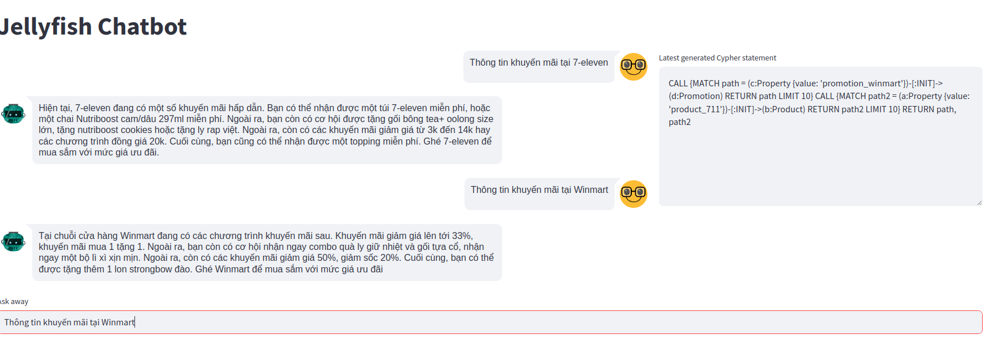 Jellyfish Chatbot
Thông tin khuyến mãi tại 7-eleven
Hiện tại, 7-eleven đang có một số khuyến mãi hấp dẫn. Bạn có thể nhận được một túi 7-eleven miễn phí, hoặc
một chai Nutriboost cam/dâu 297ml miễn phí. Ngoài ra, bạn còn có cơ hội được tặng gối bông tea+ oolong size
lớn, tặng nutriboost cookies hoặc tặng ly rap việt. Ngoài ra, còn có các khuyến mãi giảm giá từ 3k đến 14k hay
các chương trình đồng giá 20k. Cuối cùng, bạn cũng có thể nhận được một topping miễn phí. Ghé 7-eleven để
mua sắm với mức giá ưu đãi.
Thông tin khuyến mãi tại Winmart
Tại chuỗi cửa hàng Winmart đang có các chương trình khuyến mãi sau. Khuyến mãi giảm giá lên tới 33%,
khuyến mãi mua 1 tặng 1. Ngoài ra, bạn còn có cơ hội nhận ngay combo quà ly giữ nhiệt và gối tựa cổ, nhận
ngay một bộ lì xì xịn mịn. Ngoài ra, còn có các khuyến mãi giảm giá 50%, giảm sốc 20%. Cuối cùng, bạn có thể
được tặng thêm 1 lon strongbow đào. Ghé Winmart để mua sắm với mức giá ưu đãi
Latest generated Cypher statement
CALL {MATCH path = (c:Property {value: 'promotion_winmart'})-[:INIT]->
(d:Promotion) RETURN path LIMIT 10} CALL {MATCH path2 = (a:Property {value:
'product_711'})-[:INIT]->(b:Product) RETURN path2 LIMIT 10} RETURN path,
path2
Ask away
Thông tin khuyến mãi tại Winmart